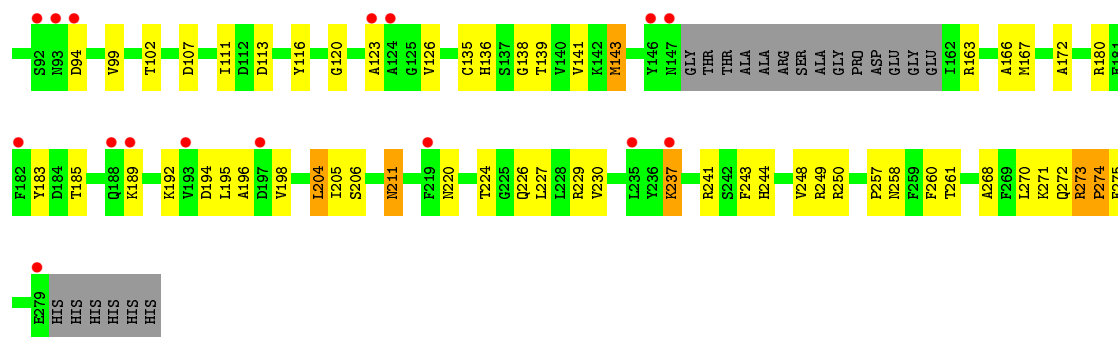 S92 N93 D94 V99 T102 D107 I111 D112 D113 Y116 G120 A123 A124 G125 V126 C135 H136 S137 G138 T139 V140 V141 K142 M143 Y146 N147 GLY THR THR ALA ALA ARG SER ALA GLY PRO ASP GLU GLY GLU I162 R163 A166 M167 A172 R180 E181
F182 Y183 D184 T185 Q188 K189 K192 V193 D194 L195 A196 D197 V198 L204 I205 S206 N211 F219 N220 T224 G225 Q226 L227 L228 R229 V230 L235 Y236 K237 R241 S242 F243 H244 V248 R249 R250 P257 N258 F259 F260 T261 A268 F269 L270 K271 Q272 R273 P274
E279 HIS HIS HIS HIS HIS HIS